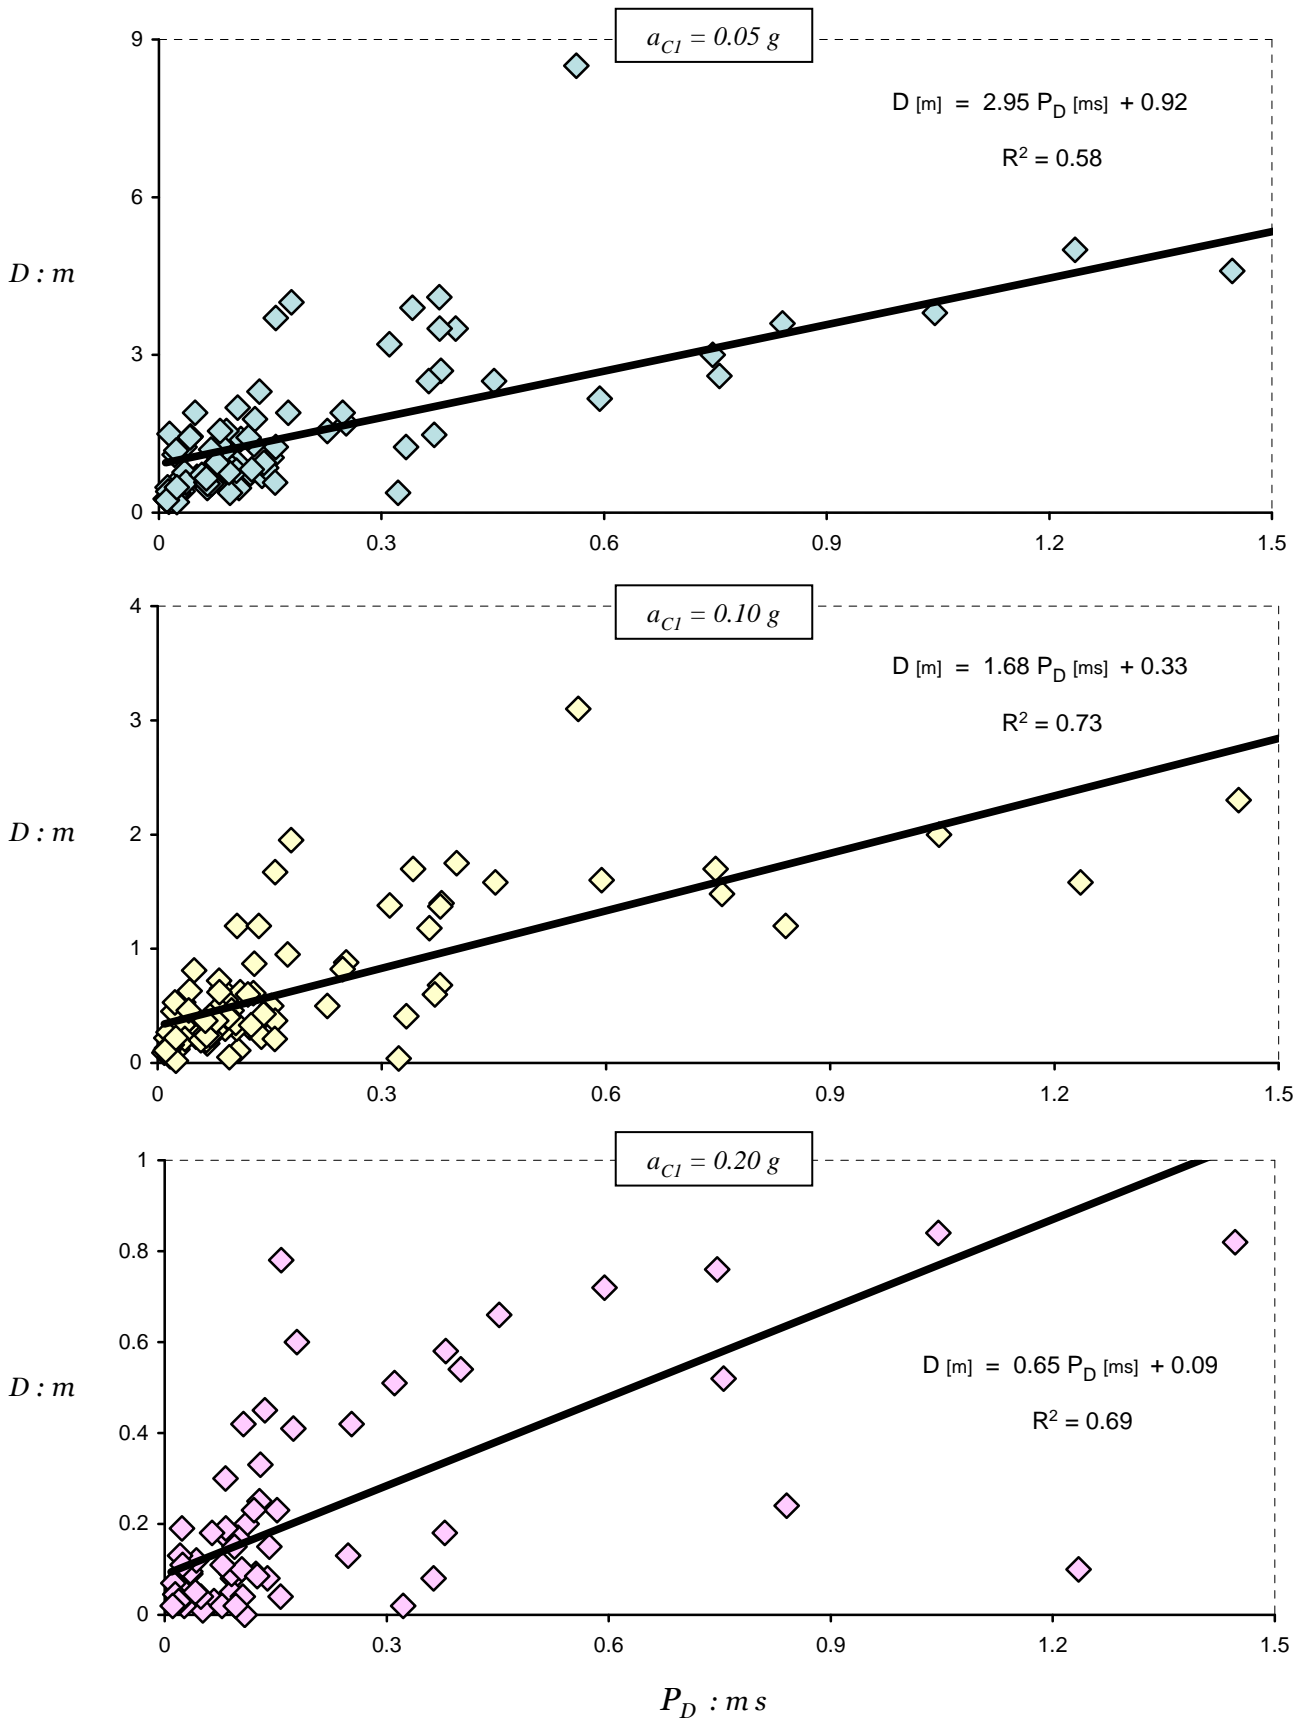 a_C1 = 0.05 g
9
D [m] = 2.95 P_D [ms] + 0.92
R² = 0.58
6
D : m
3
0
0 0.3 0.6 0.9 1.2 1.5
a_C1 = 0.10 g
4
D [m] = 1.68 P_D [ms] + 0.33
R² = 0.73
3
D : m
2
1
0
0 0.3 0.6 0.9 1.2 1.5
a_C1 = 0.20 g
1
0.8
0.6
D [m] = 0.65 P_D [ms] + 0.09
D : m
R² = 0.69
0.4
0.2
0
0 0.3 0.6 0.9 1.2 1.5
P_D : m s